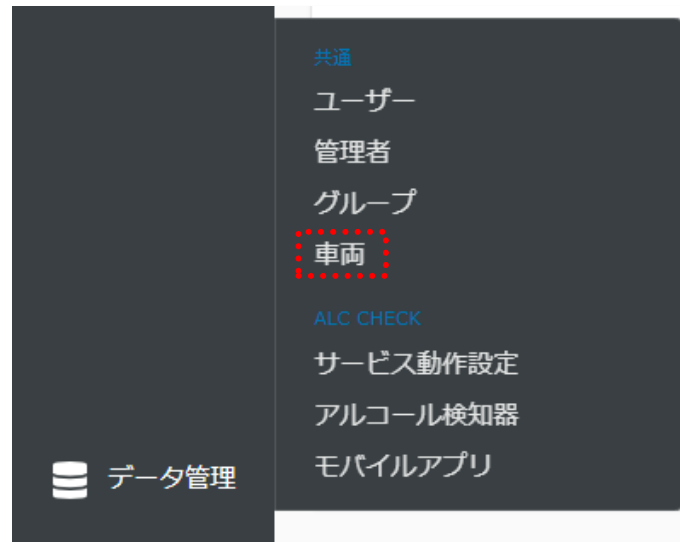 共通
ユーザー
管理者
グループ
車両
ALC CHECK
サービス動作設定
アルコール検知器
モバイルアプリ
データ管理